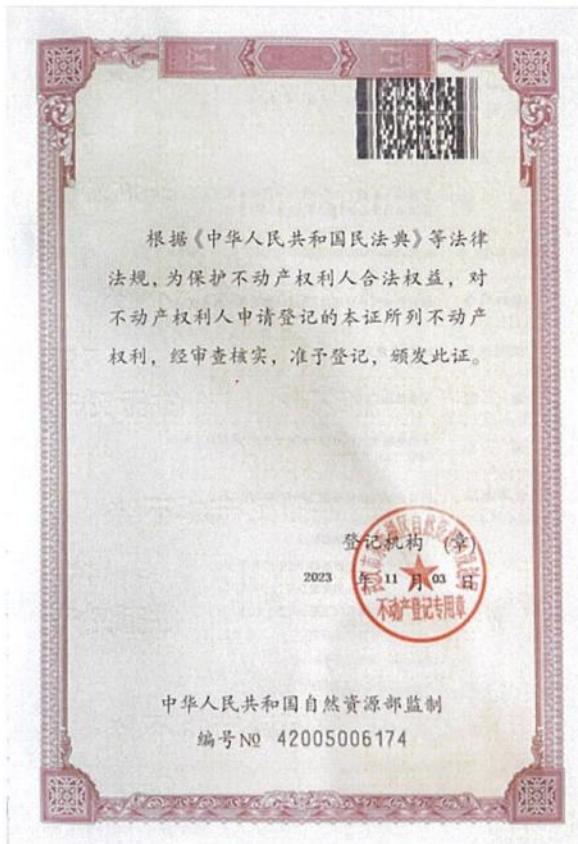 根据《中华人民共和国民法典》等法律
法规，为保护不动产权利人合法权益，对
不动产权利人申请登记的本证所列不动产
权利，经审查核实，准予登记，颁发此证。
登记机构 (章)
2023 年 11 月 03 日
不动产登记专用章
中华人民共和国自然资源部监制
编号№ 42005006174